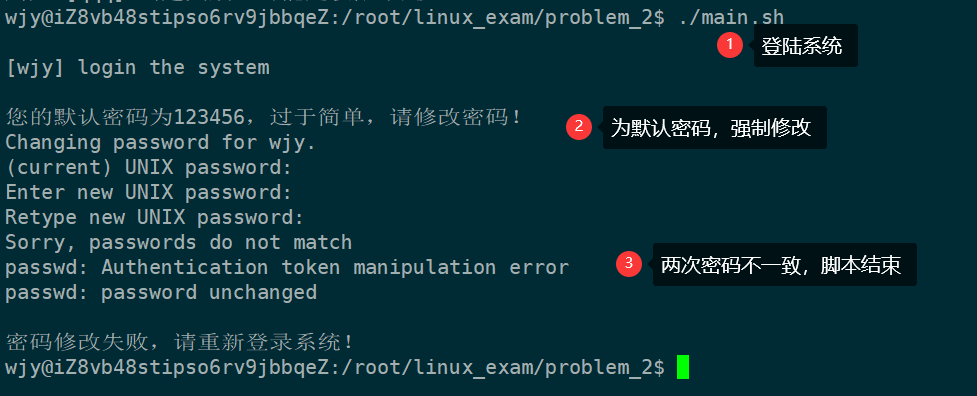 wjy@iZ8vb48stipso6rv9jbbqeZ:/root/linux_exam/problem_2$ ./main.sh
1 登陆系统
[wjy] login the system
您的默认密码为123456，过于简单，请修改密码！
2 为默认密码，强制修改
Changing password for wjy.
(current) UNIX password:
Enter new UNIX password:
Retype new UNIX password:
Sorry, passwords do not match
passwd: Authentication token manipulation error
3 两次密码不一致，脚本结束
passwd: password unchanged
密码修改失败，请重新登录系统！
wjy@iZ8vb48stipso6rv9jbbqeZ:/root/linux_exam/problem_2$